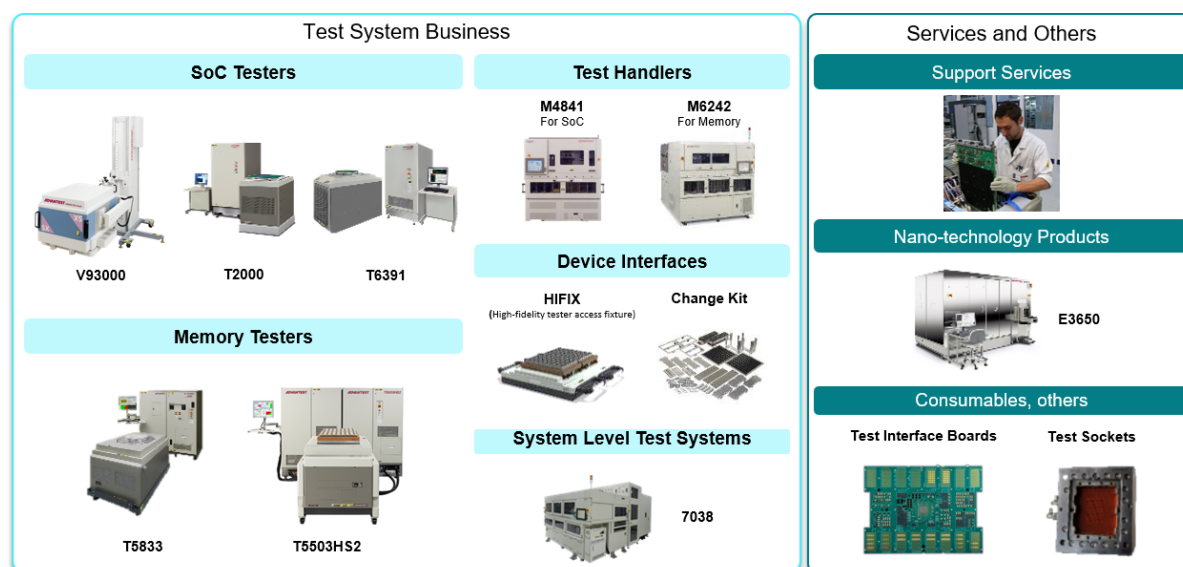 Test System Business
SoC Testers
V93000
T2000
T6391
Memory Testers
T5833
T5503HS2
Test Handlers
M4841
For SoC
M6242
For Memory
Device Interfaces
HIFIX
(High-fidelity tester access fixture)
Change Kit
System Level Test Systems
7038
Services and Others
Support Services
Nano-technology Products
E3650
Consumables, others
Test Interface Boards
Test Sockets